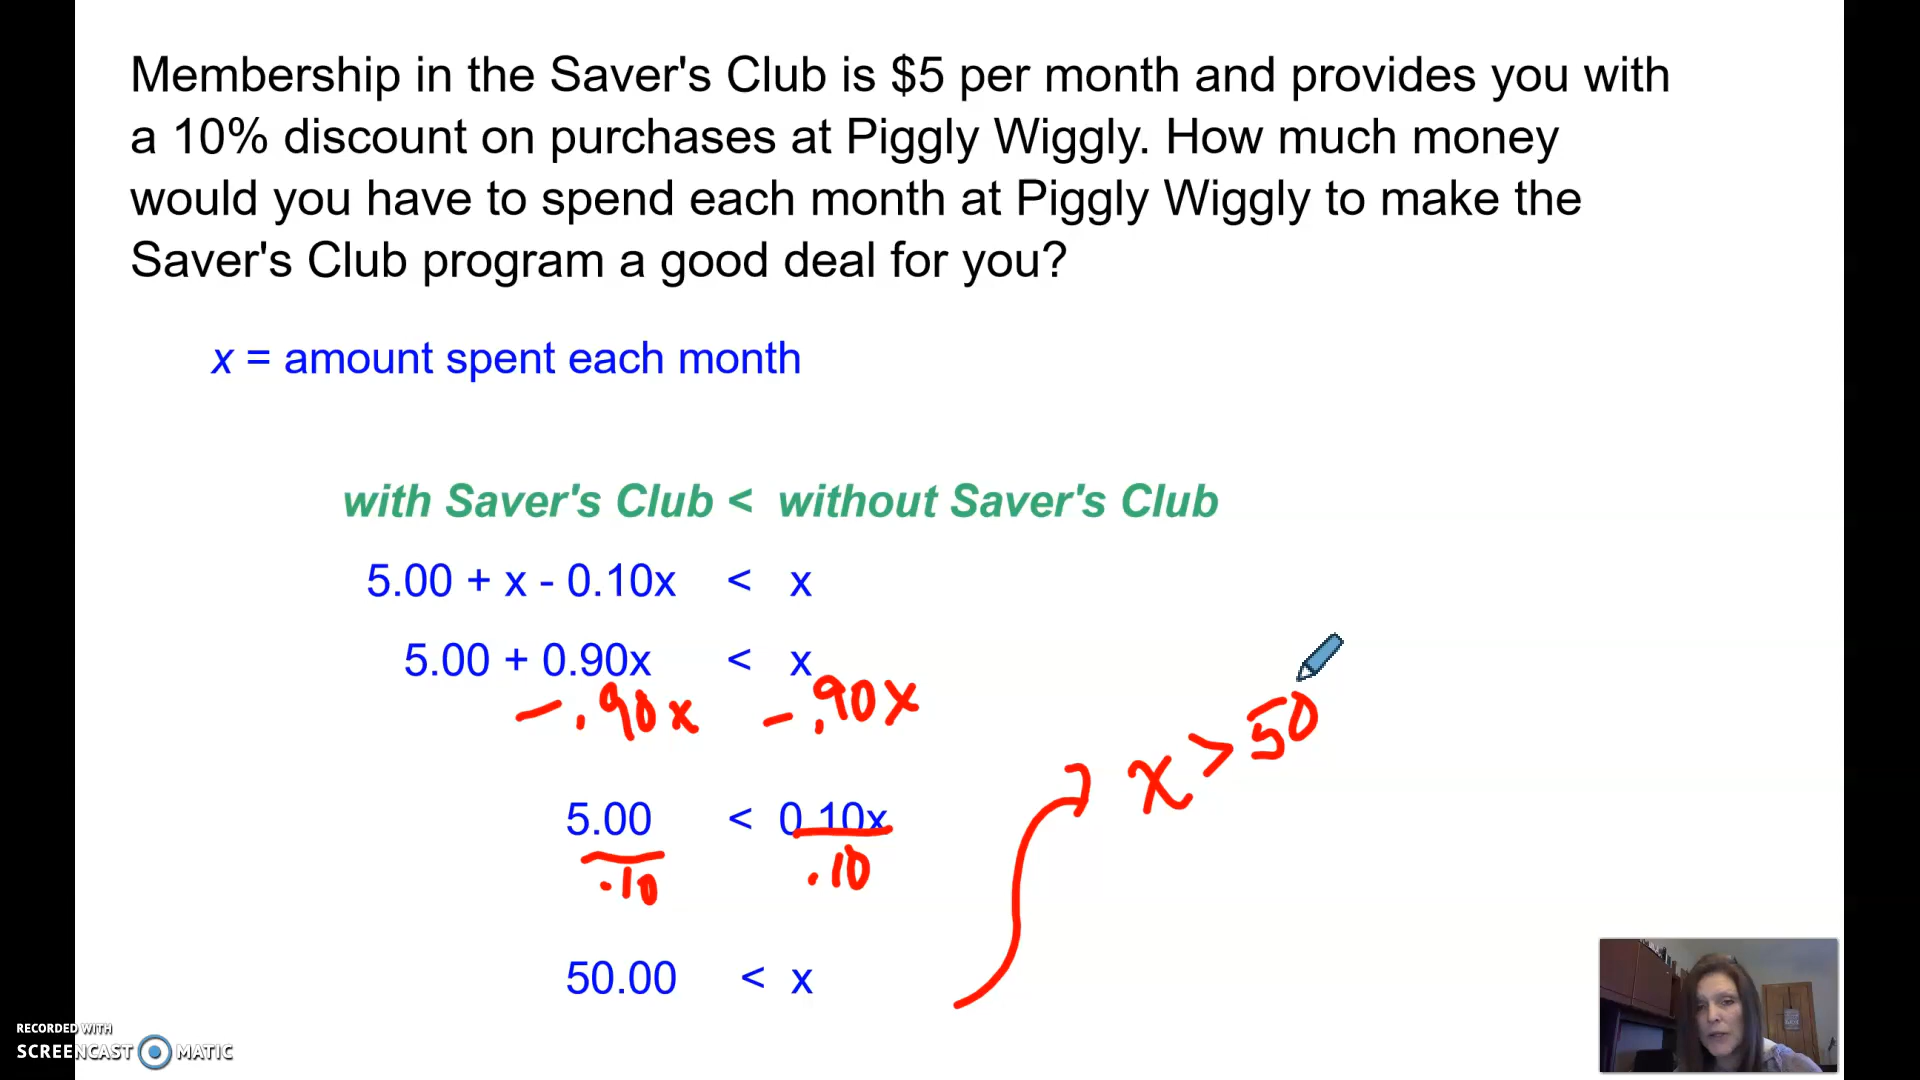 Membership in the Saver's Club is $5 per month and provides you with
a 10% discount on purchases at Piggly Wiggly. How much money
would you have to spend each month at Piggly Wiggly to make the
Saver's Club program a good deal for you?
x = amount spent each month
with Saver's Club < without Saver's Club
5.00 + x - 0.10x < x
5.00 + 0.90x < x
- .90x - .90x
x > 50
5.00 < 0.10x
.10 .10
50.00 < x
RECORDED WITH
SCREENCAST MATIC